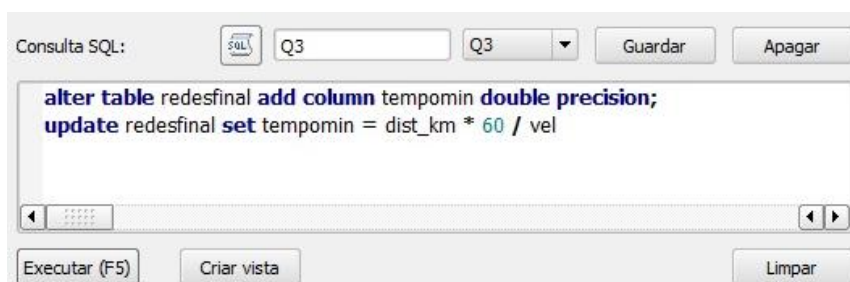 Consulta SQL: SQL Q3 Q3 Guardar Apagar
alter table redesfinal add column tempomin double precision;
update redesfinal set tempomin = dist_km * 60 / vel
Executar (F5) Criar vista Limpar